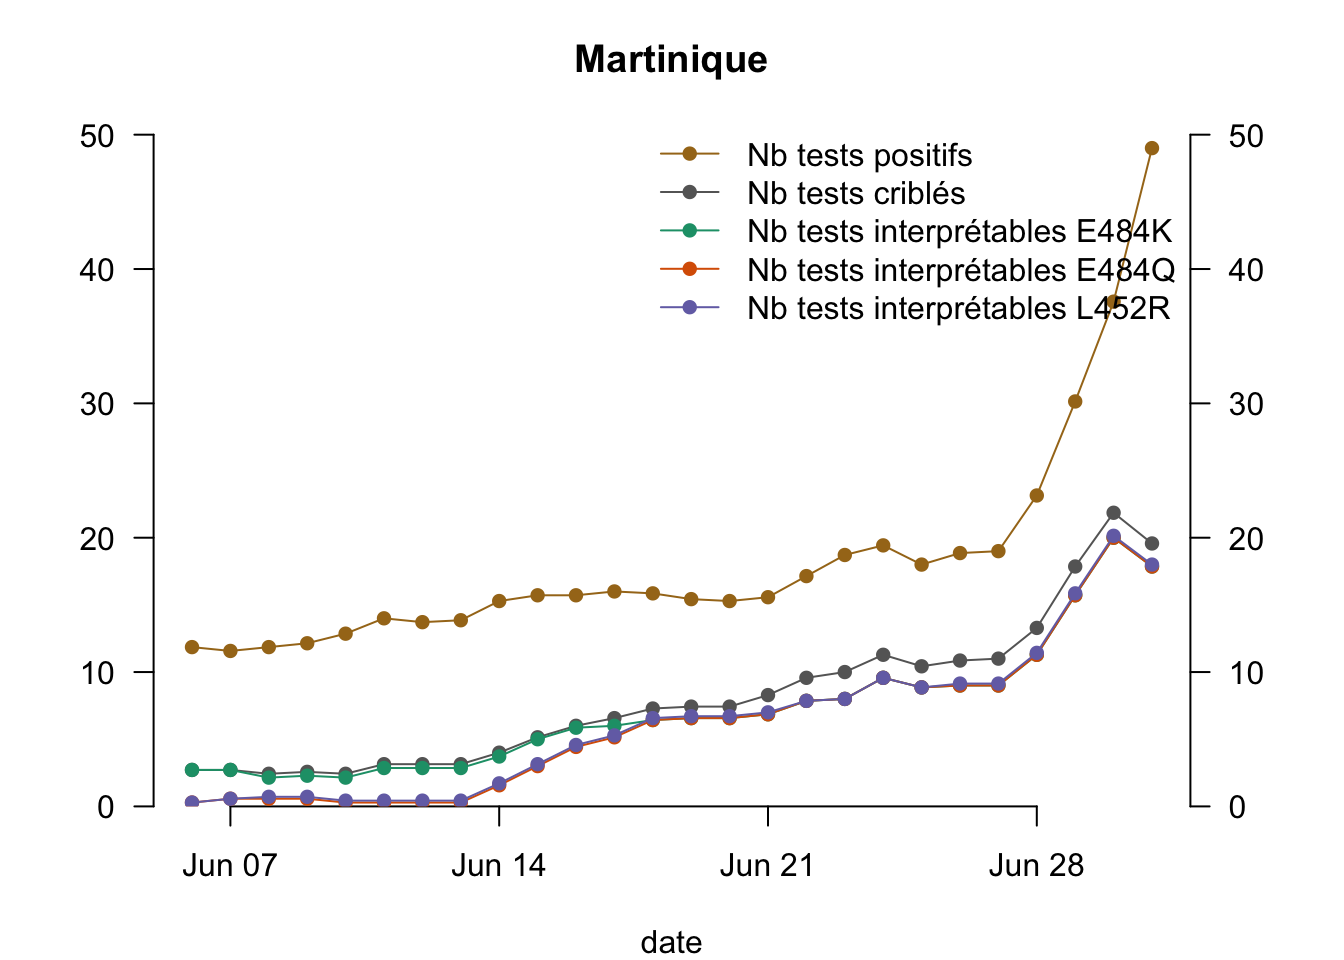 Martinique
50
40
30
20
10
0
Nb tests positifs
Nb tests criblés
Nb tests interprétables E484K
Nb tests interprétables E484Q
Nb tests interprétables L452R
50
40
30
20
10
0
Jun 07
Jun 14
Jun 21
Jun 28
date